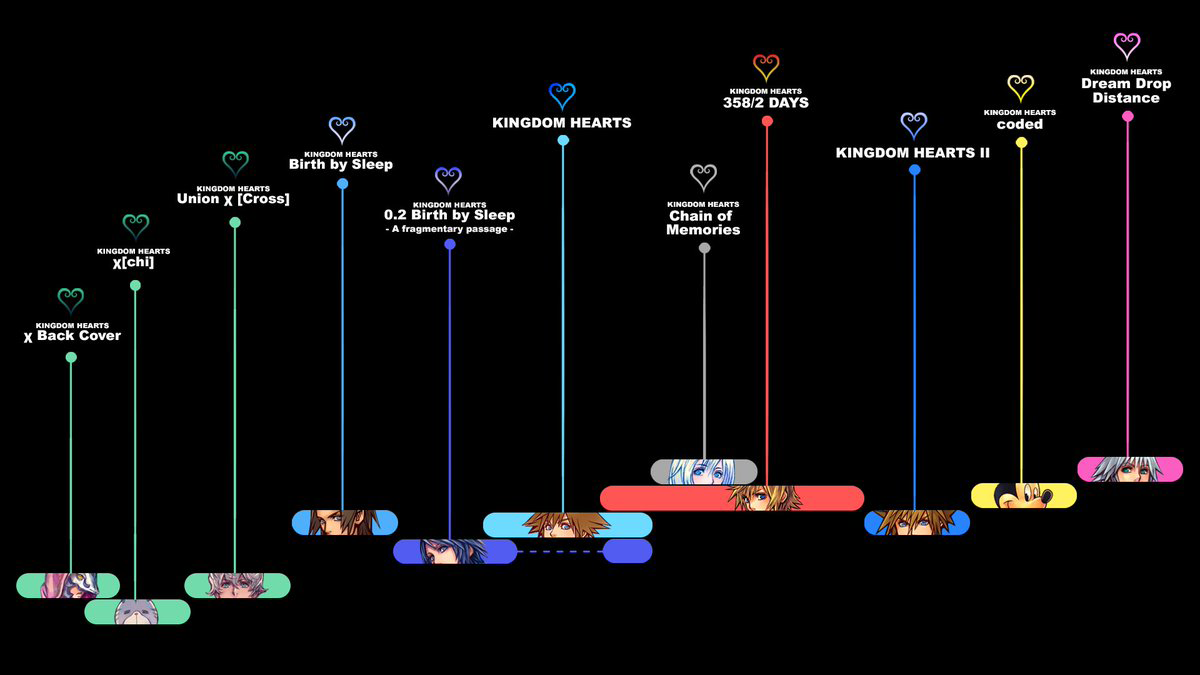 KINGDOM HEARTS
χ Back Cover
KINGDOM HEARTS
χ[chi]
KINGDOM HEARTS
Union χ [Cross]
KINGDOM HEARTS
Birth by Sleep
KINGDOM HEARTS
0.2 Birth by Sleep
- A fragmentary passage -
KINGDOM HEARTS
KINGDOM HEARTS
Chain of
Memories
KINGDOM HEARTS
358/2 DAYS
KINGDOM HEARTS II
KINGDOM HEARTS
coded
KINGDOM HEARTS
Dream Drop
Distance